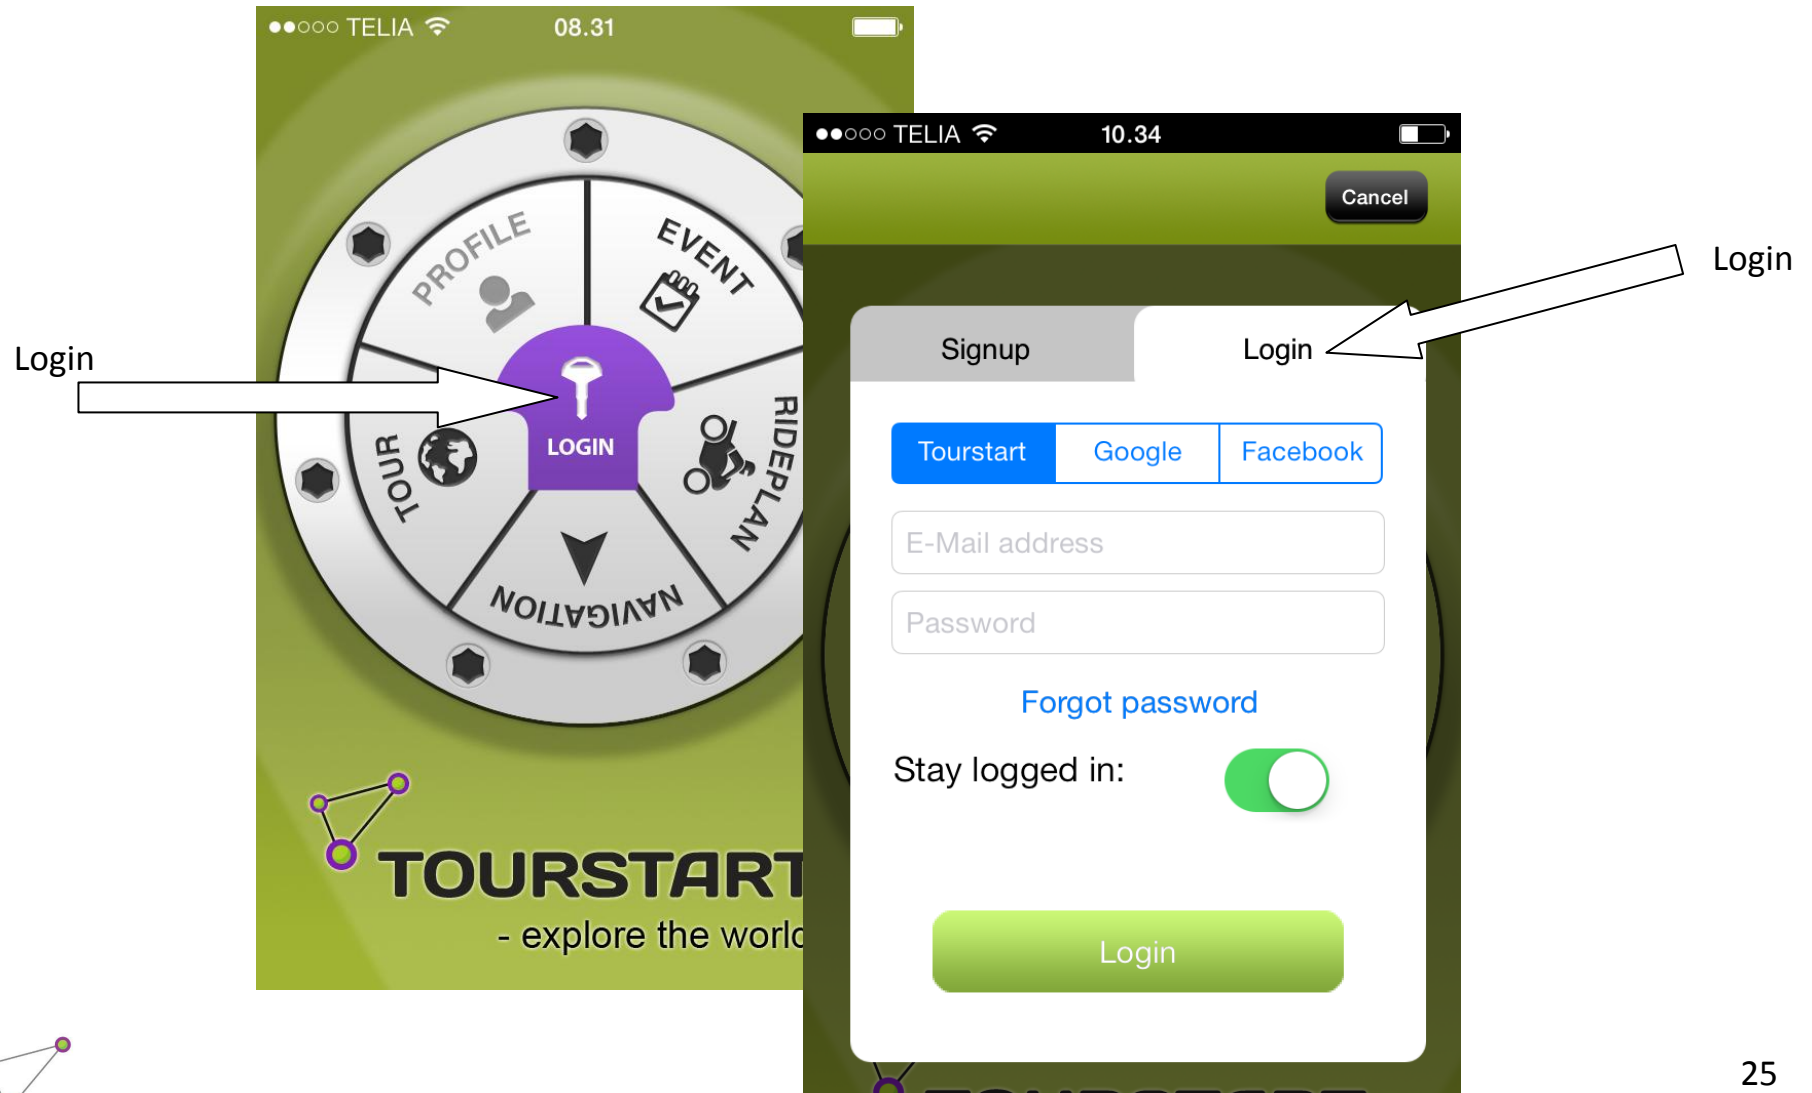 TELIA 08.31
PROFILE
EVENT
RIDEPLAN
NAVIGATION
TOUR
LOGIN
Login
TOURSTART
- explore the world
TELIA 10.34
Cancel
Login
Signup Login
Tourstart Google Facebook
E-Mail address
Password
Forgot password
Stay logged in:
Login
25